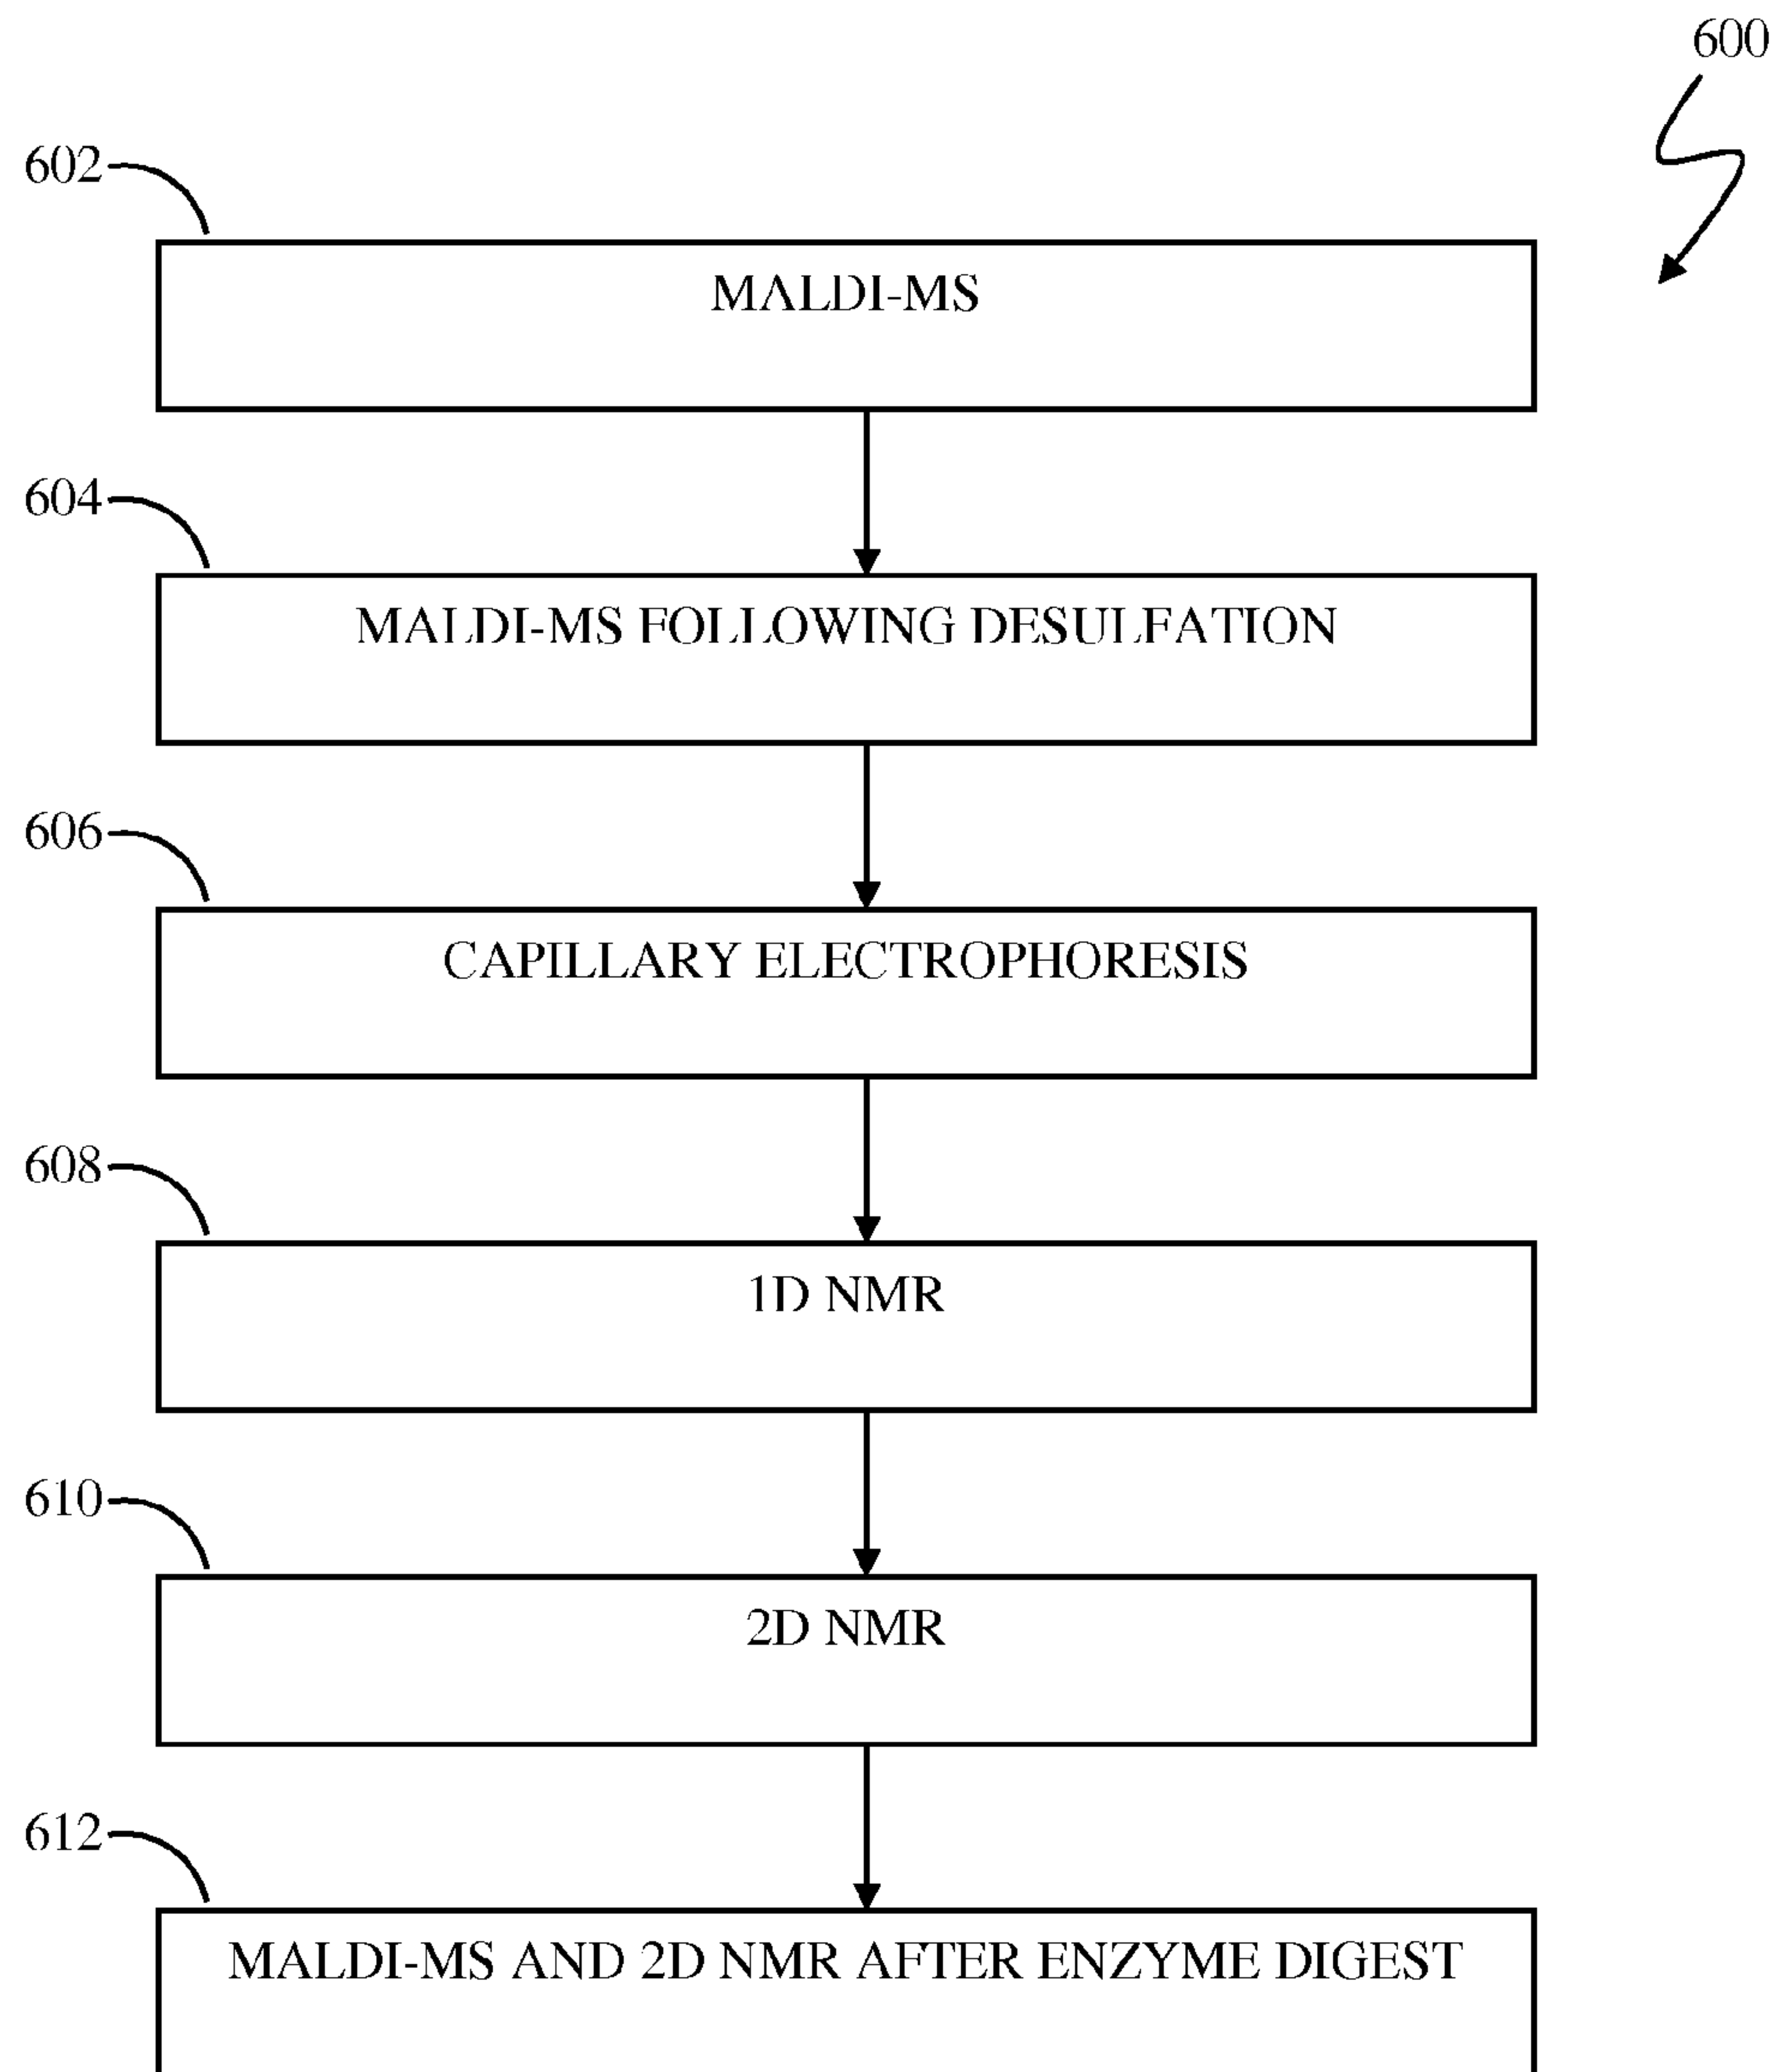 600
602
MALDI-MS
604
MALDI-MS FOLLOWING DESULFATION
606
CAPILLARY ELECTROPHORESIS
608
1D NMR
610
2D NMR
612
MALDI-MS AND 2D NMR AFTER ENZYME DIGEST